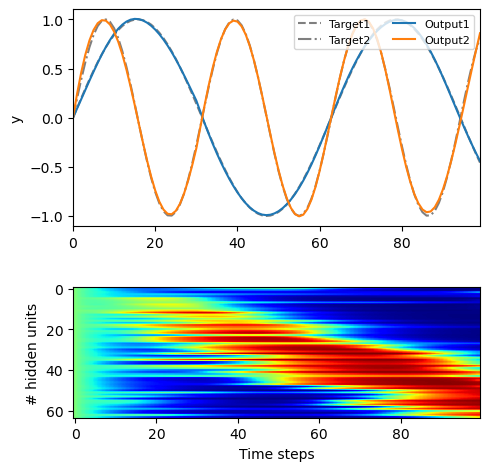 1.0
0.5
0.0
−0.5
−1.0
y
Target1
Target2
Output1
Output2
0 20 40 60 80
0
20
40
60
# hidden units
0 20 40 60 80
Time steps